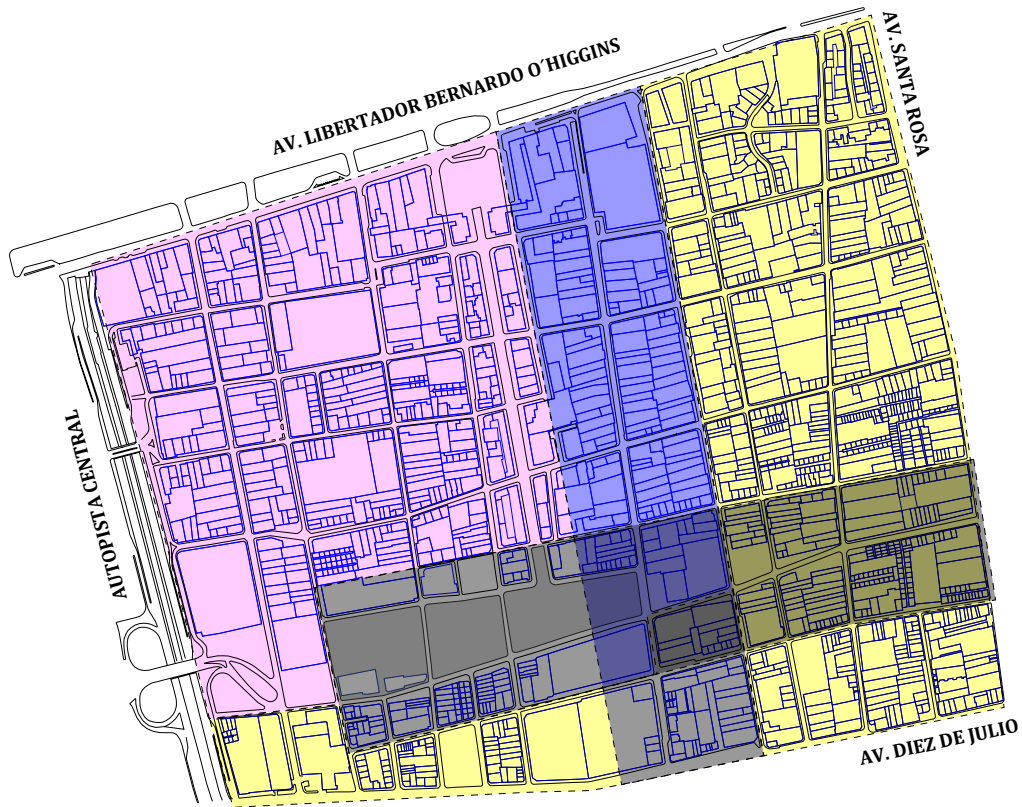 AV. LIBERTADOR BERNARDO O´HIGGINS
AV. SANTA ROSA
AUTOPISTA CENTRAL
AV. DIEZ DE JULIO